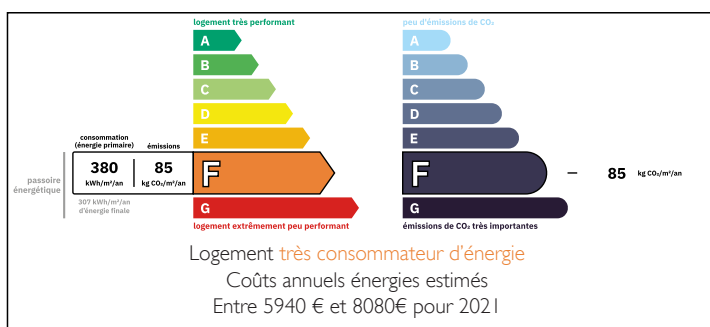 logement très performant
A
B
C
D
E
consommation (énergie primaire)
émissions
passoire énergétique
380 kWh/m²/an
85 kg CO₂/m²/an
F
307 kWh/m²/an d'énergie finale
G
logement extrêmement peu performant
peu d'émissions de CO₂
A
B
C
D
E
F
85 kg CO₂/m²/an
G
émissions de CO₂ très importantes
Logement très consommateur d'énergie
Coûts annuels énergies estimés
Entre 5940 € et 8080€ pour 2021